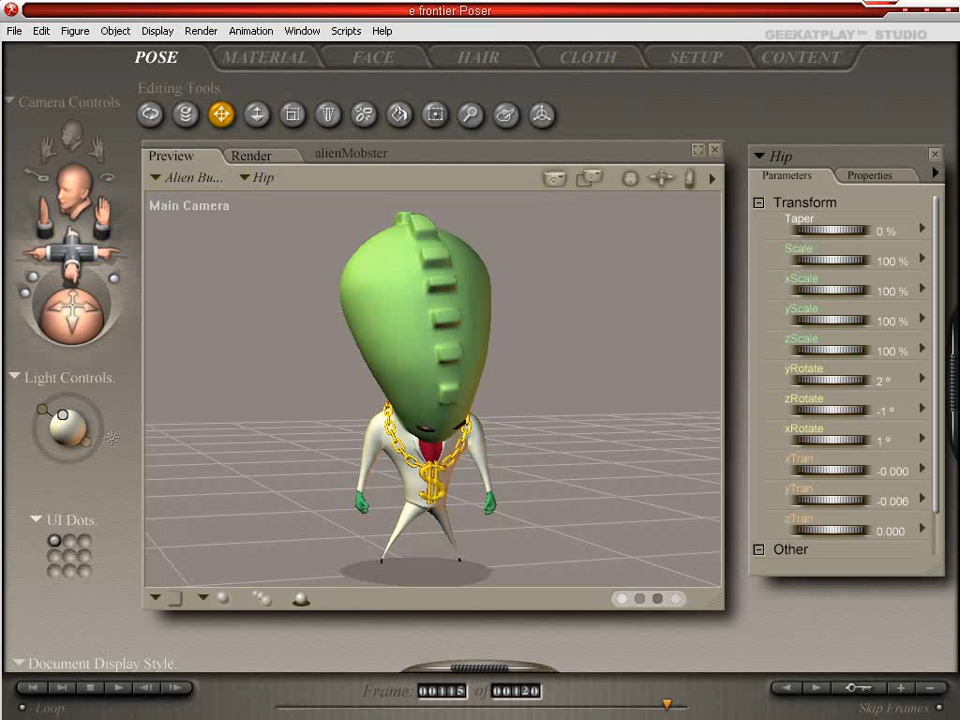 e frontier Poser
File Edit Figure Object Display Render Animation Window Scripts Help
GEEKATPLAY STUDIO
POSE MATERIAL FACE HAIR CLOTH SETUP CONTENT
Camera Controls
Editing Tools.
Preview Render alienMobster
Alien Bu... Hip
Main Camera
Hip
Parameters Properties
Transform
Taper
0 %
Scale
100 %
xScale
100 %
yScale
100 %
zScale
100 %
yRotate
2 °
zRotate
-1 °
xRotate
1 °
xTran
-0.000
yTran
-0.006
zTran
0.000
Other
Light Controls.
UI Dots.
$
Document Display Style.
Frame: 00115 of 00120
Loop
Skip Frames